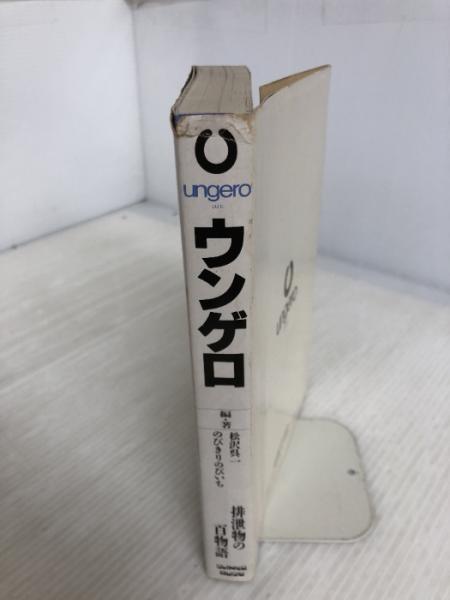 ungero
ウンゲロ
編・著
松沢呉一
のびきりのびいち
排泄物の
百物語
ungero